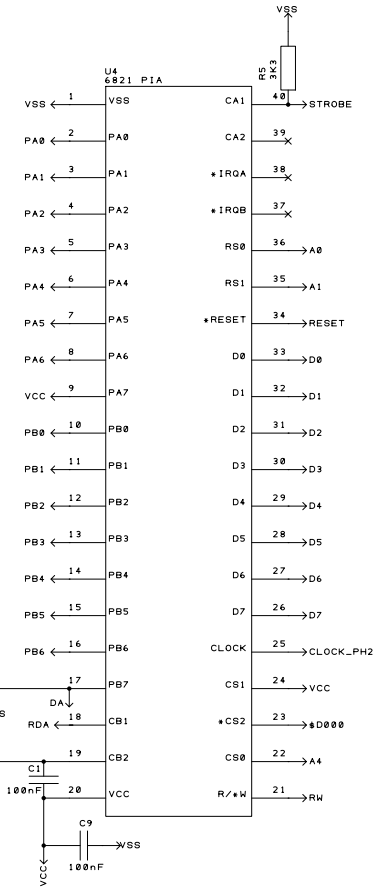 VSS
R5
3K3
U4
6821 PIA
VSS 1 VSS CA1 40 STROBE
PA0 2 PA0 CA2 39
PA1 3 PA1 *IRQA 38
PA2 4 PA2 *IRQB 37
PA3 5 PA3 RS0 36 A0
PA4 6 PA4 RS1 35 A1
PA5 7 PA5 *RESET 34 RESET
PA6 8 PA6 D0 33 D0
VCC 9 PA7 D1 32 D1
PB0 10 PB0 D2 31 D2
PB1 11 PB1 D3 30 D3
PB2 12 PB2 D4 29 D4
PB3 13 PB3 D5 28 D5
PB4 14 PB4 D6 27 D6
PB5 15 PB5 D7 26 D7
PB6 16 PB6 CLOCK 25 CLOCK_PH2
17 PB7 CS1 24 VCC
DA
S
RDA 18 CB1 *CS2 23 $D000
19 CB2 CS0 22 A4
C1
100nF
20 VCC R/*W 21 RW
C9
VSS
100nF
VCC